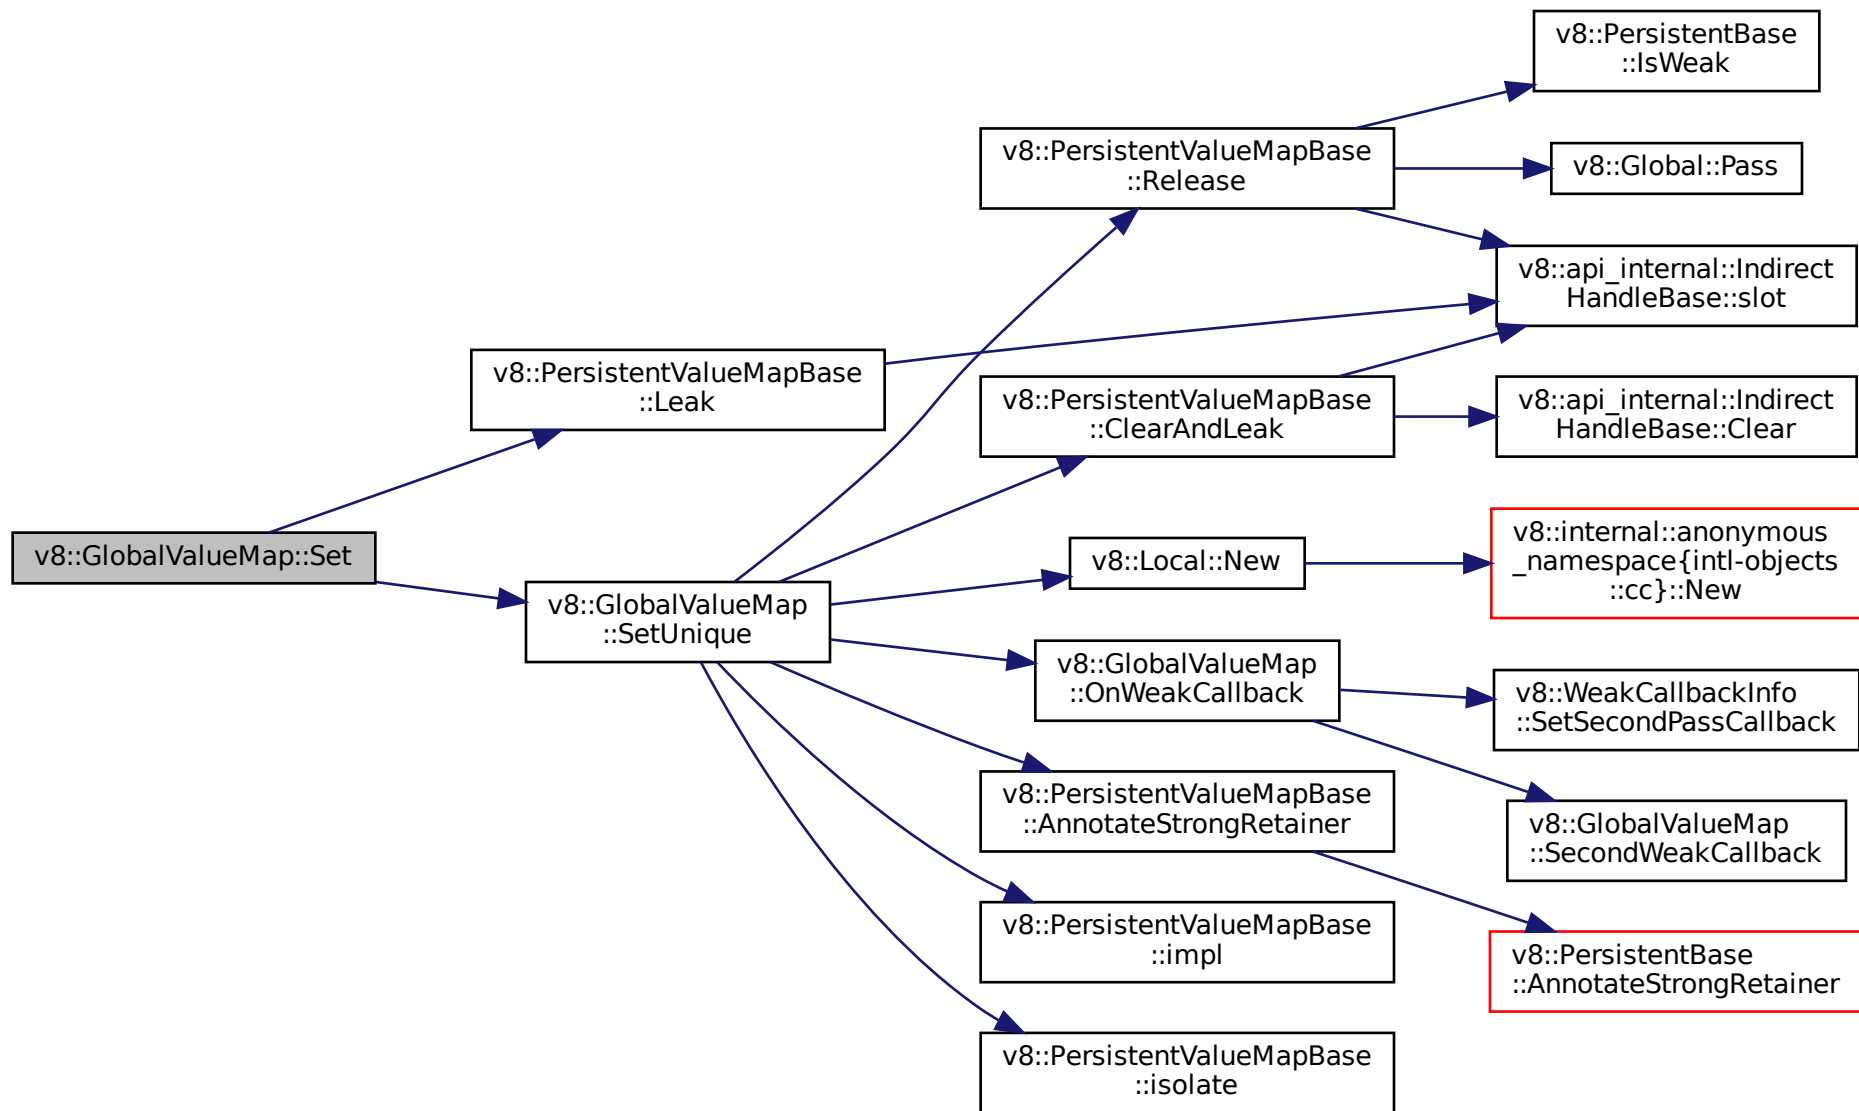 v8::GlobalValueMap::Set
v8::PersistentValueMapBase
::Leak
v8::GlobalValueMap
::SetUnique
v8::PersistentValueMapBase
::Release
v8::PersistentValueMapBase
::ClearAndLeak
v8::Local::New
v8::GlobalValueMap
::OnWeakCallback
v8::PersistentValueMapBase
::AnnotateStrongRetainer
v8::PersistentValueMapBase
::impl
v8::PersistentValueMapBase
::isolate
v8::PersistentBase
::IsWeak
v8::Global::Pass
v8::api_internal::Indirect
HandleBase::slot
v8::api_internal::Indirect
HandleBase::Clear
v8::internal::anonymous
_namespace{intl-objects
::cc}::New
v8::WeakCallbackInfo
::SetSecondPassCallback
v8::GlobalValueMap
::SecondWeakCallback
v8::PersistentBase
::AnnotateStrongRetainer